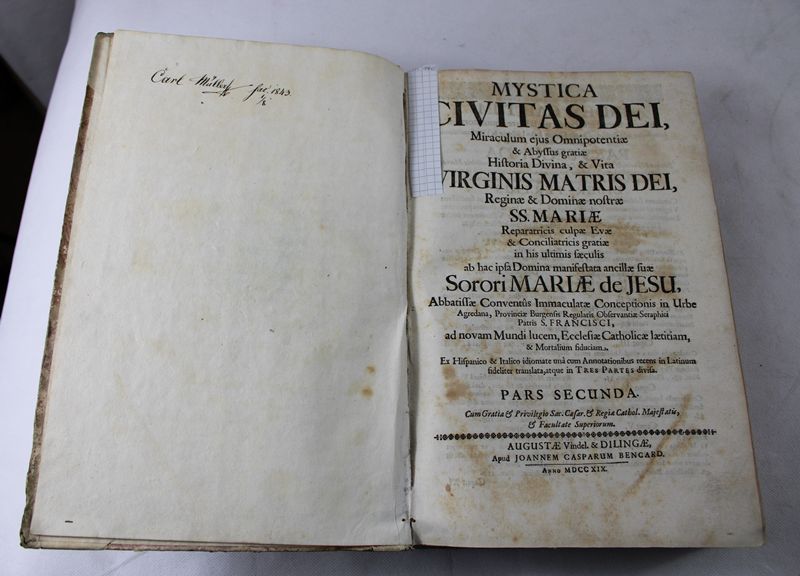 Carl Müller fec. 1843
MYSTICA
CIVITAS DEI,
Miraculum ejus Omnipotentiæ
& Abyſſus gratiæ
Hiſtoria Divina, & Vita
VIRGINIS MATRIS DEI,
Reginæ & Dominæ noſtræ
SS. MARIÆ
Reparatricis culpæ Evæ
& Conciliatricis gratiæ
in his ultimis ſæculis
ab hac ipſa Domina manifeſtata ancillæ ſuæ
Sorori MARIÆ de JESU,
Abbatiſſæ Conventûs Immaculatæ Conceptionis in Urbe
Agredana, Provinciæ Burgenſis Regularis Obſervantiæ Seraphici
Patris S. FRANCISCI,
ad novam Mundi lucem, Eccleſiæ Catholicæ lætitiam,
& Mortalium fiduciam.
Ex Hiſpanico & Italico idiomate unà cum Annotationibus recens in Latinum
fideliter translata, atque in TRES PARTES diviſa.
PARS SECUNDA.
Cum Gratia & Privilegio Sac. Cæſar. & Regiæ Cathol. Majeſtatis,
& Facultate Superiorum.
AUGUSTÆ Vindel. & DILINGÆ,
Apud JOANNEM CASPARUM BENCARD.
ANNO MDCCXIX.